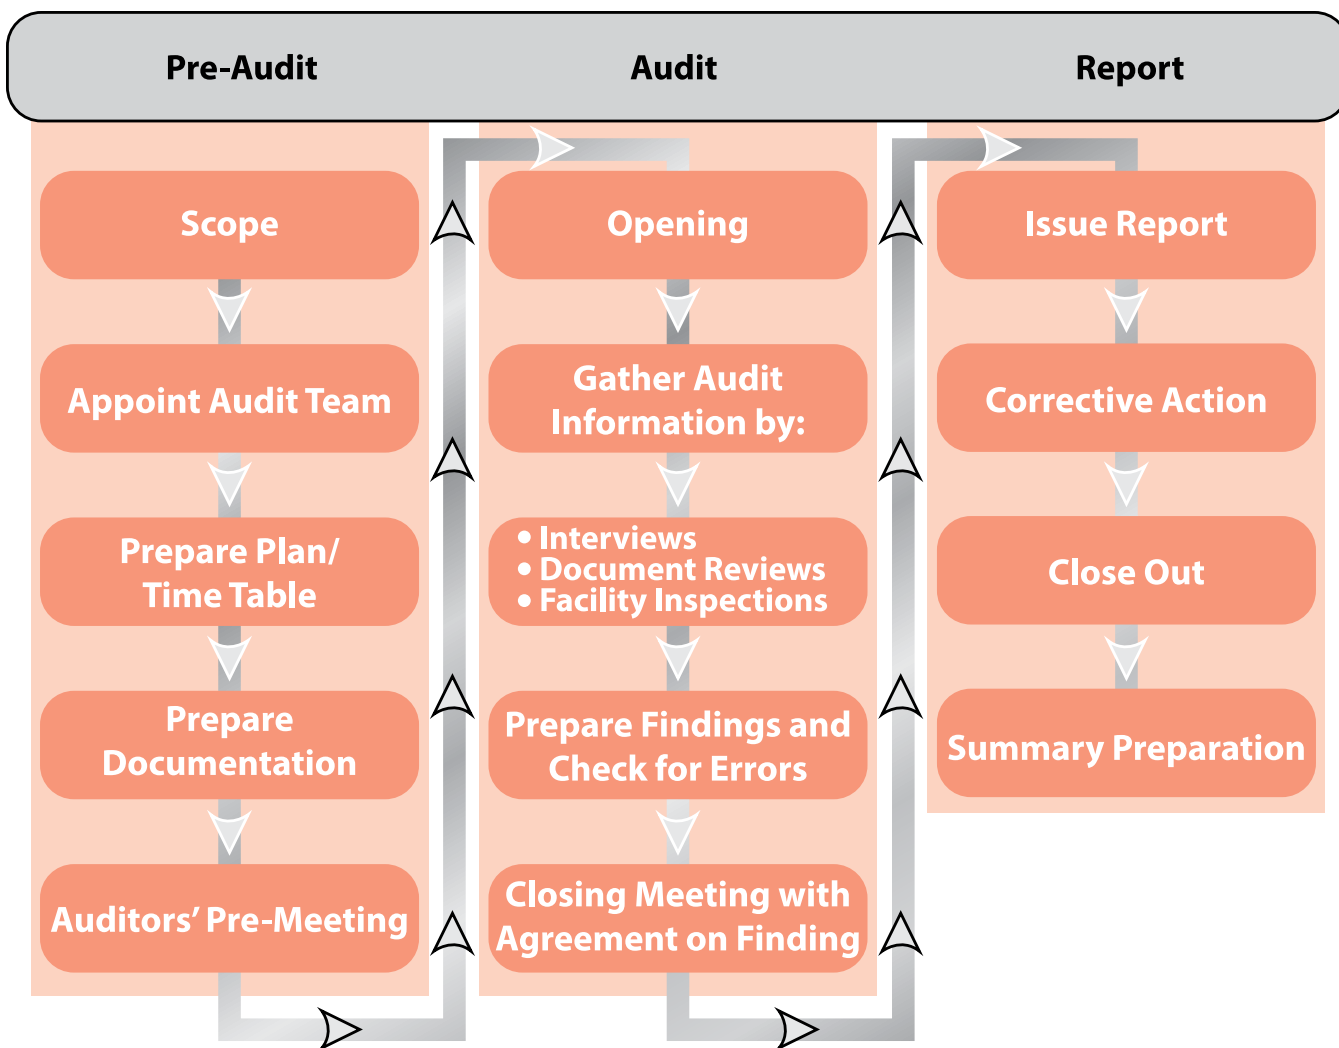 Pre-Audit
Audit
Report
Scope
Appoint Audit Team
Prepare Plan/
Time Table
Prepare
Documentation
Auditors’ Pre-Meeting
Opening
Gather Audit
Information by:
• Interviews
• Document Reviews
• Facility Inspections
Prepare Findings and
Check for Errors
Closing Meeting with
Agreement on Finding
Issue Report
Corrective Action
Close Out
Summary Preparation